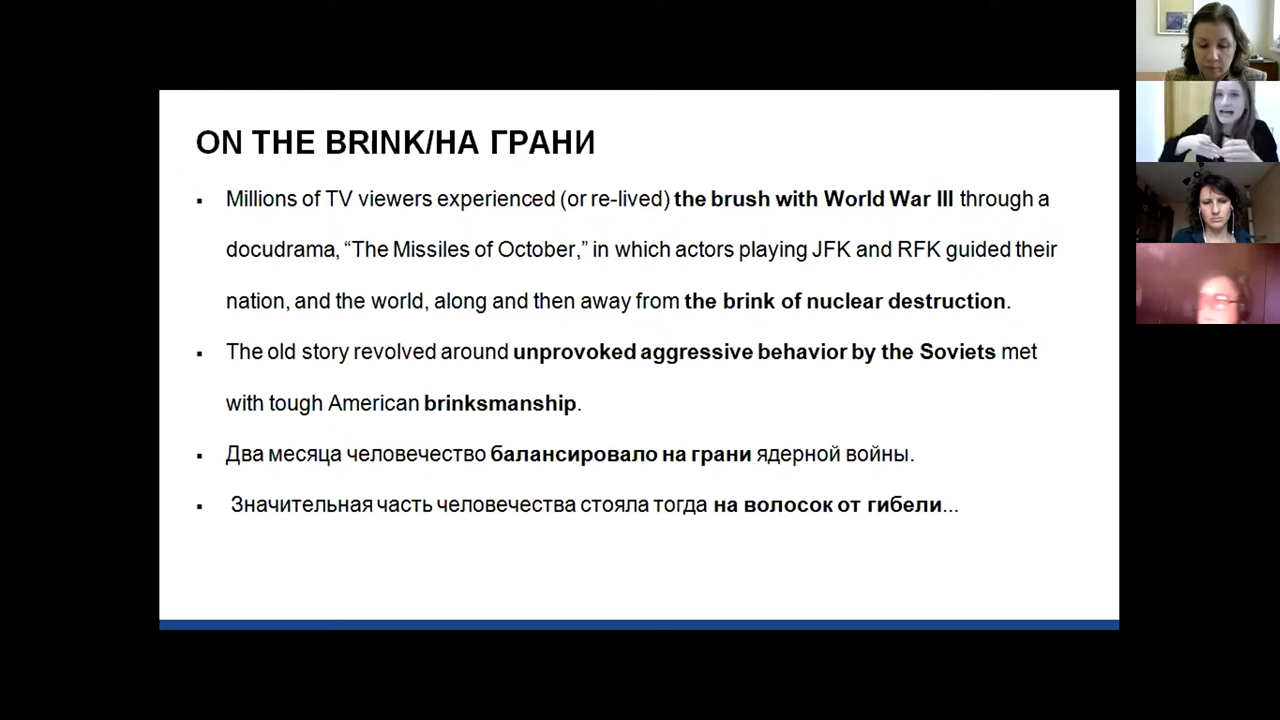 ON THE BRINK/НА ГРАНИ
▪ Millions of TV viewers experienced (or re-lived) the brush with World War III through a
docudrama, “The Missiles of October,” in which actors playing JFK and RFK guided their
nation, and the world, along and then away from the brink of nuclear destruction.
▪ The old story revolved around unprovoked aggressive behavior by the Soviets met
with tough American brinksmanship.
▪ Два месяца человечество балансировало на грани ядерной войны.
▪ Значительная часть человечества стояла тогда на волосок от гибели...